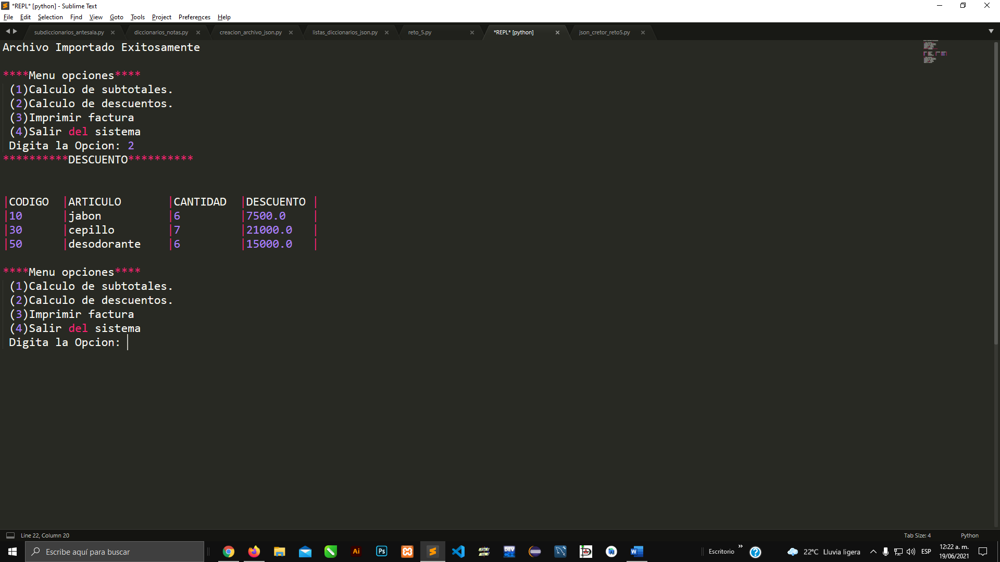 *REPL* [python] - Sublime Text
File Edit Selection Find View Goto Tools Project Preferences Help
subdiccionarios_antesala.py diccionarios_notas.py creacion_archivo_json.py listas_diccionarios_json.py reto_5.py *REPL* [python] json_cretor_reto5.py
Archivo Importado Exitosamente
****Menu opciones****
(1)Calculo de subtotales.
(2)Calculo de descuentos.
(3)Imprimir factura
(4)Salir del sistema
Digita la Opcion: 2
**********DESCUENTO**********
|CODIGO |ARTICULO |CANTIDAD |DESCUENTO |
|10 |jabon |6 |7500.0 |
|30 |cepillo |7 |21000.0 |
|50 |desodorante |6 |15000.0 |
****Menu opciones****
(1)Calculo de subtotales.
(2)Calculo de descuentos.
(3)Imprimir factura
(4)Salir del sistema
Digita la Opcion:
Line 22, Column 20 Tab Size: 4 Python
Escribe aquí para buscar
Ai Ps DEV
Escritorio » 22°C Lluvia ligera ESP
12:22 a. m.
19/06/2021